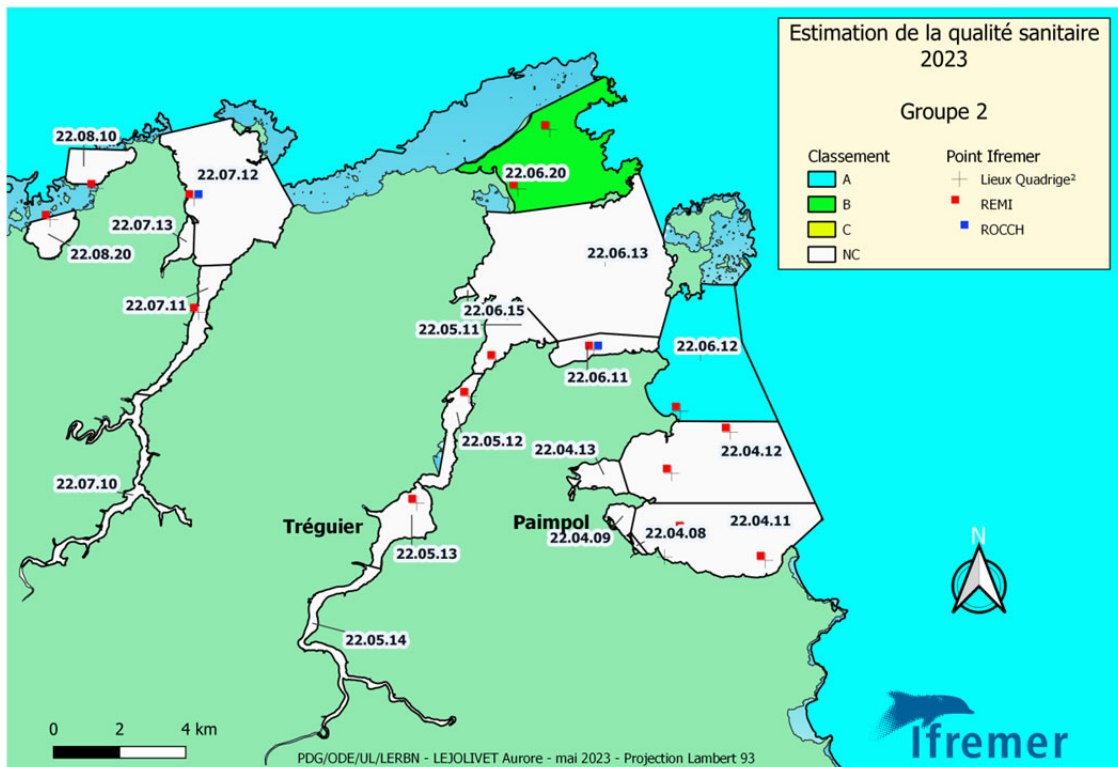 Estimation de la qualité sanitaire
2023
Groupe 2
Classement
A
B
C
NC
Point Ifremer
Lieux Quadrige²
REMI
ROCCH
22.08.10
22.07.12
22.06.20
22.07.13
22.08.20
22.06.13
22.07.11
22.06.15
22.05.11
22.06.12
22.06.11
22.05.12
22.04.13
22.04.12
22.07.10
Tréguier
Paimpol
22.04.11
22.04.09
22.04.08
22.05.13
N
22.05.14
0 2 4 km
PDG/ODE/UL/LERBN - LEJOLIVET Aurore - mai 2023 - Projection Lambert 93
Ifremer